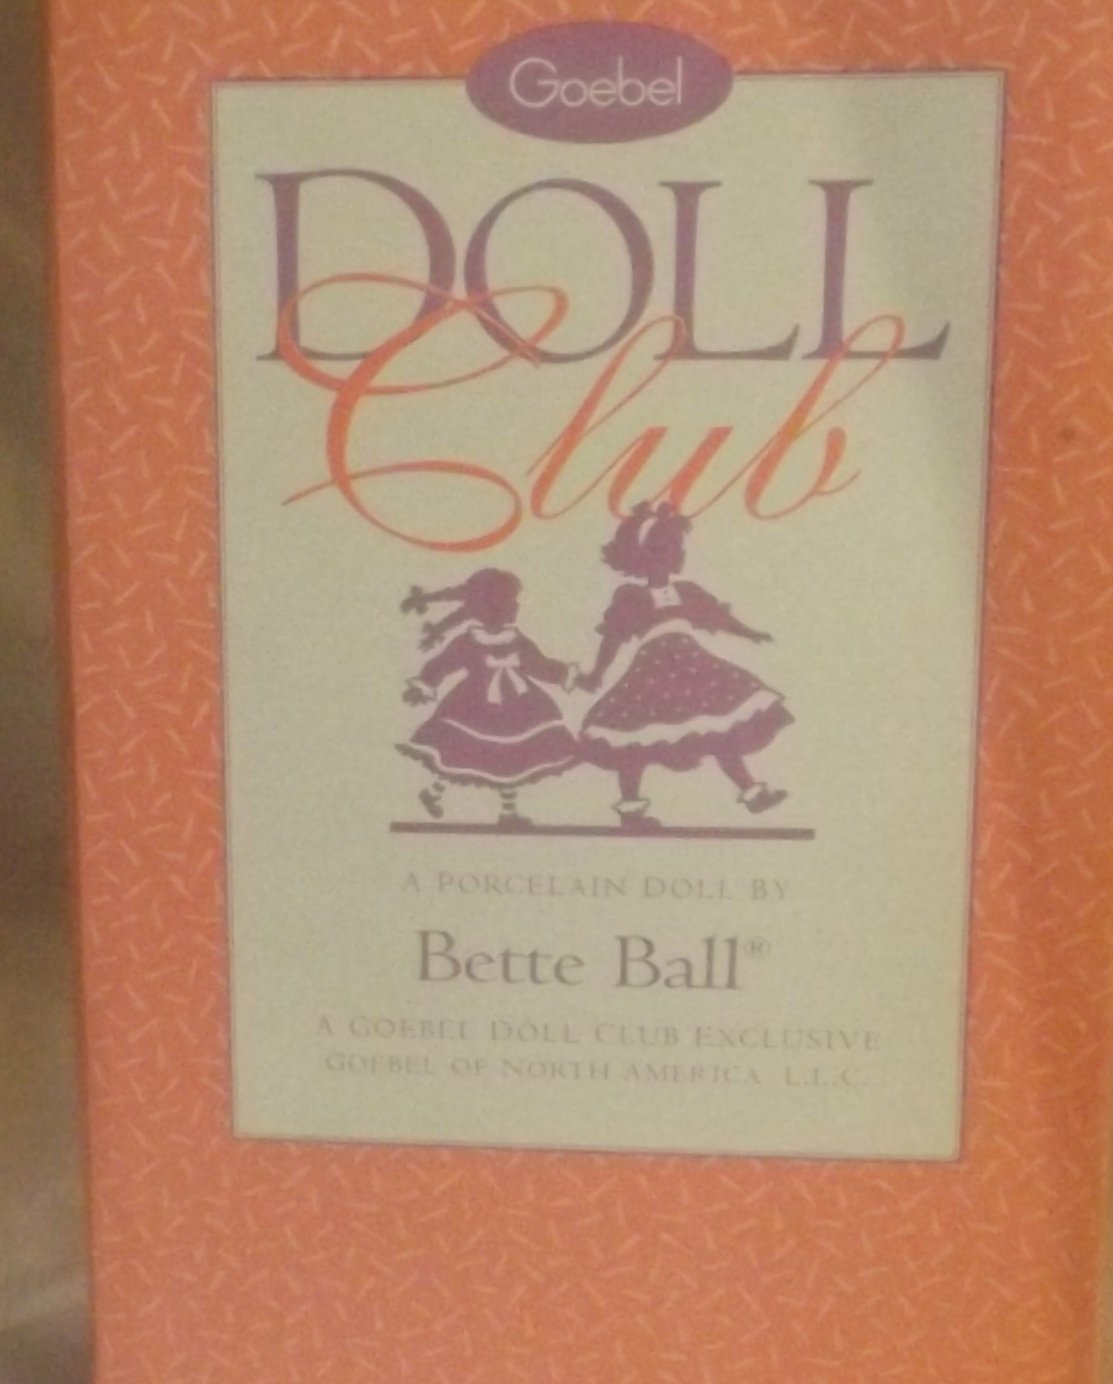 Goebel
DOLL
Club
A PORCELAIN DOLL BY
Bette Ball®
A GOEBEL DOLL CLUB EXCLUSIVE
GOEBEL OF NORTH AMERICA L.L.C.